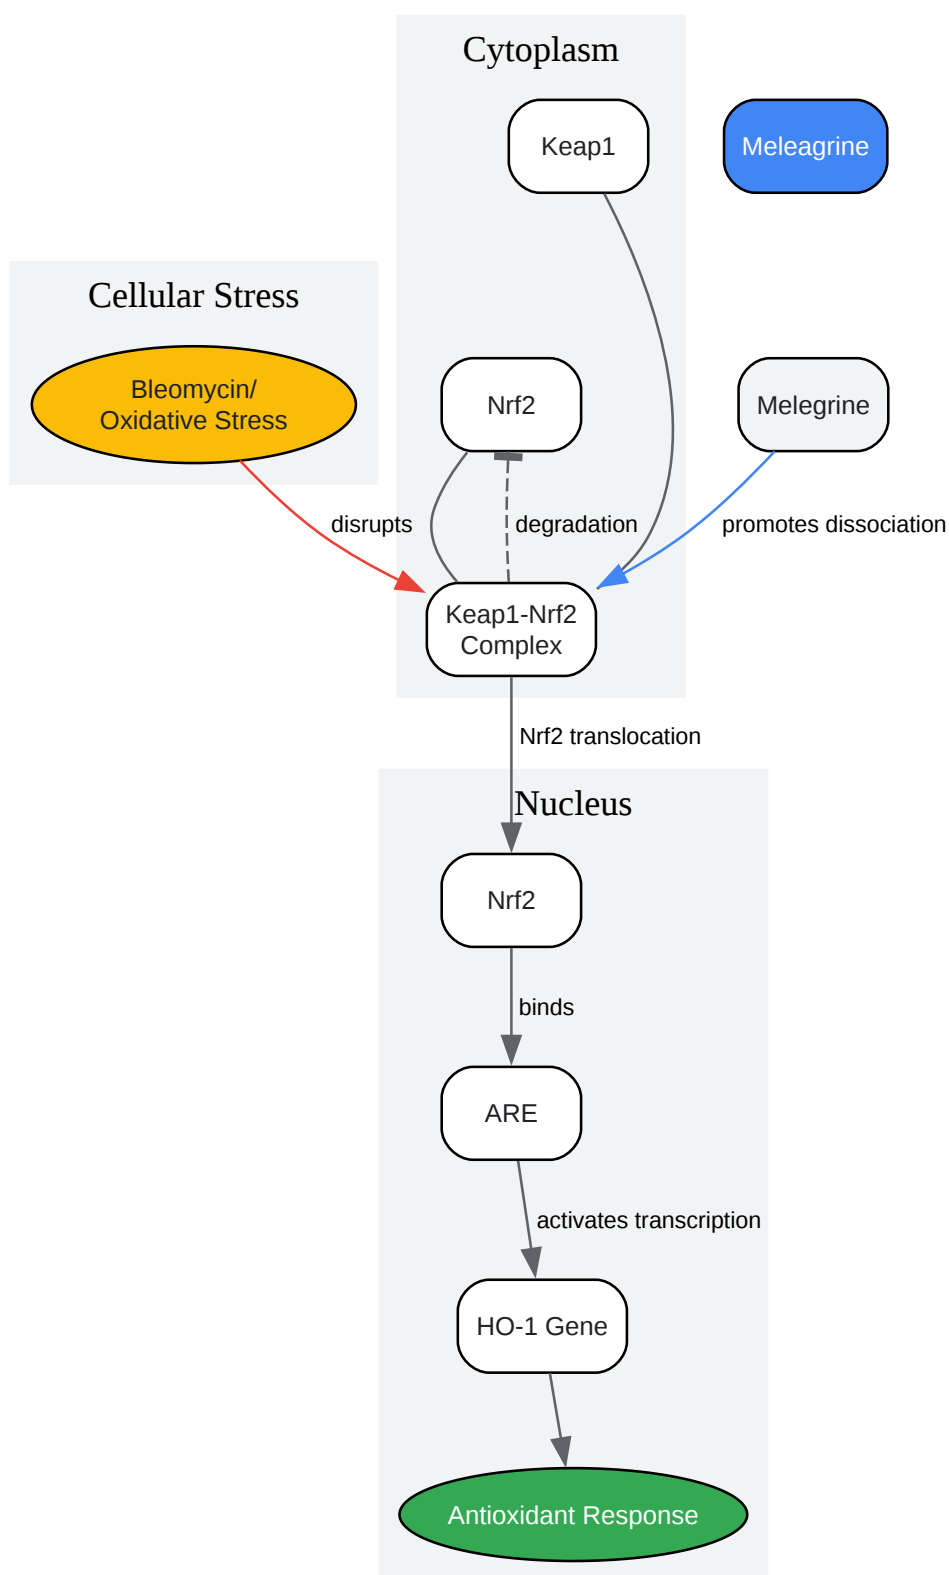 Cytoplasm
Keap1
Meleagrine
Cellular Stress
Bleomycin/
Oxidative Stress
Nrf2
Melegrine
disrupts
degradation
promotes dissociation
Keap1-Nrf2
Complex
Nrf2 translocation
Nucleus
Nrf2
binds
ARE
activates transcription
HO-1 Gene
Antioxidant Response